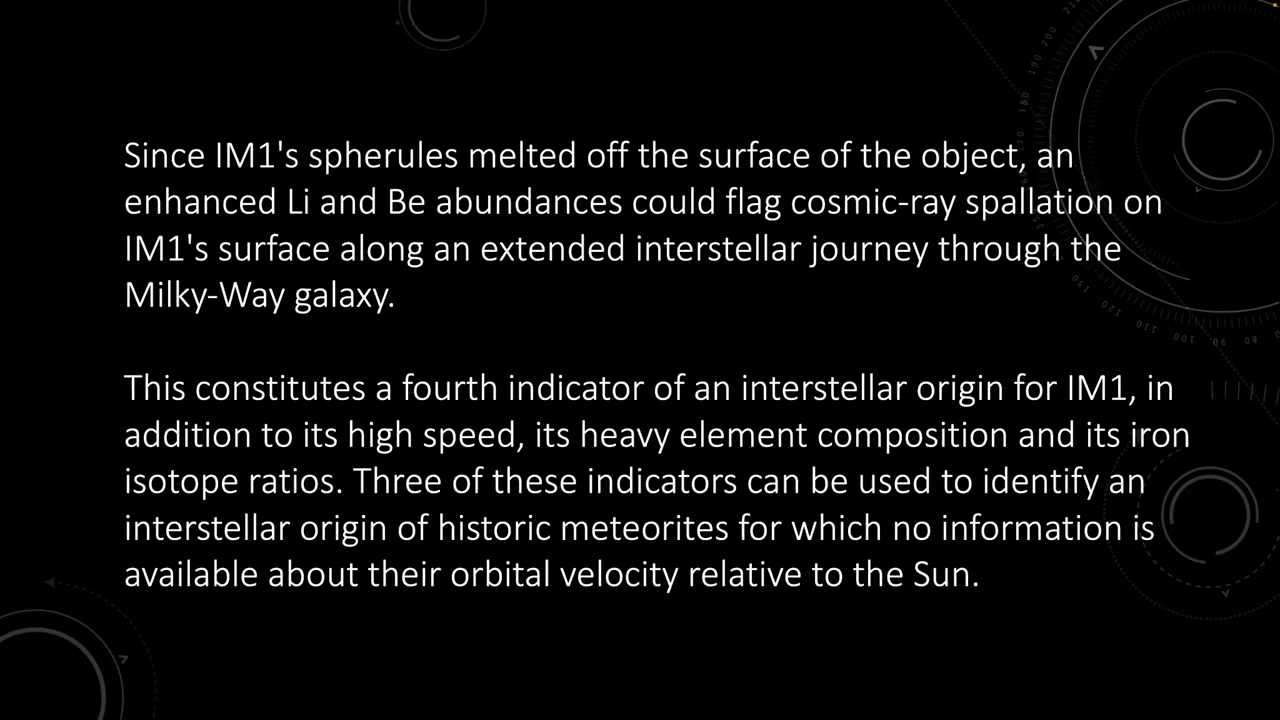 Since IM1's spherules melted off the surface of the object, an
enhanced Li and Be abundances could flag cosmic-ray spallation on
IM1's surface along an extended interstellar journey through the
Milky-Way galaxy.
This constitutes a fourth indicator of an interstellar origin for IM1, in
addition to its high speed, its heavy element composition and its iron
isotope ratios. Three of these indicators can be used to identify an
interstellar origin of historic meteorites for which no information is
available about their orbital velocity relative to the Sun.